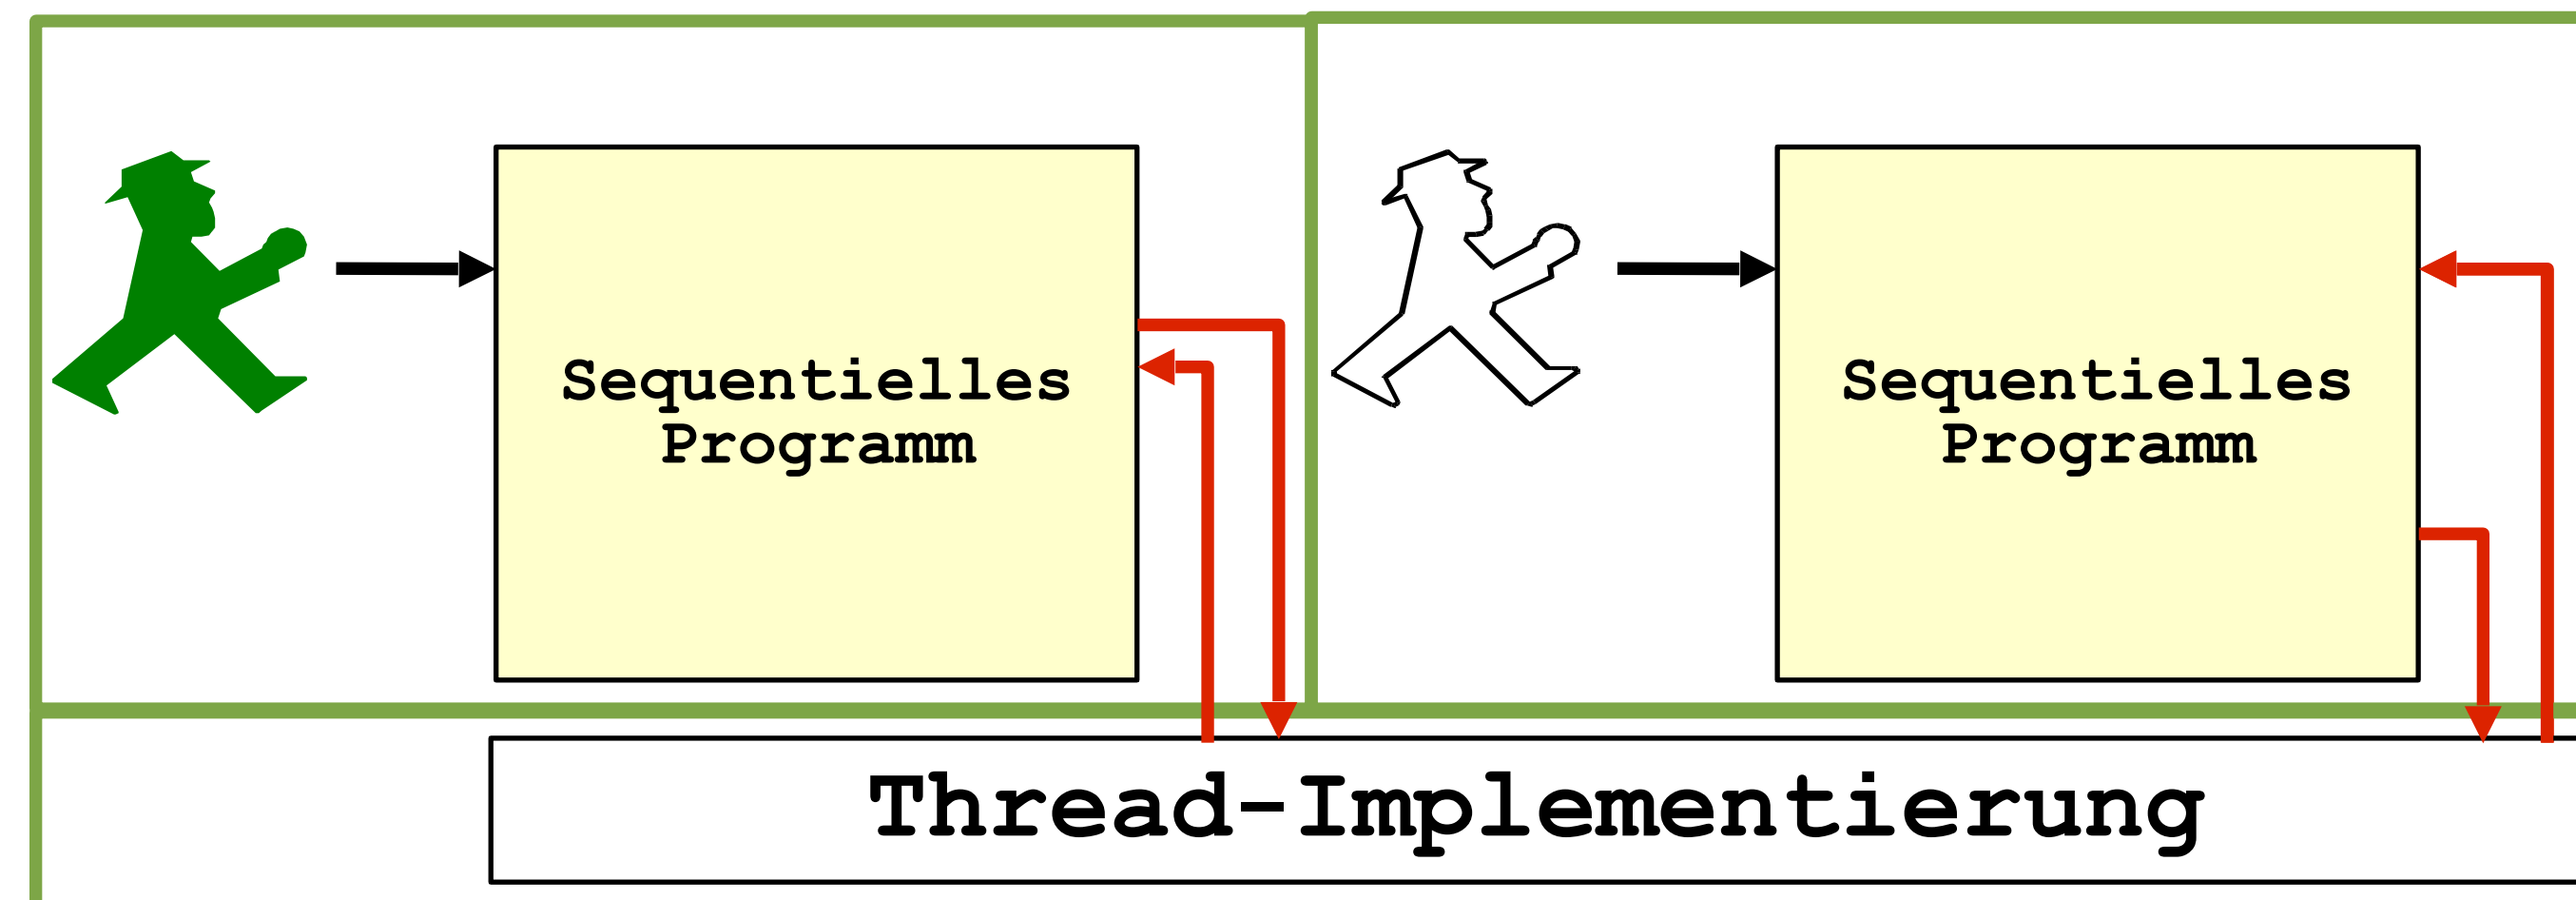 Sequentielles
Programm
Sequentielles
Programm
Thread-Implementierung